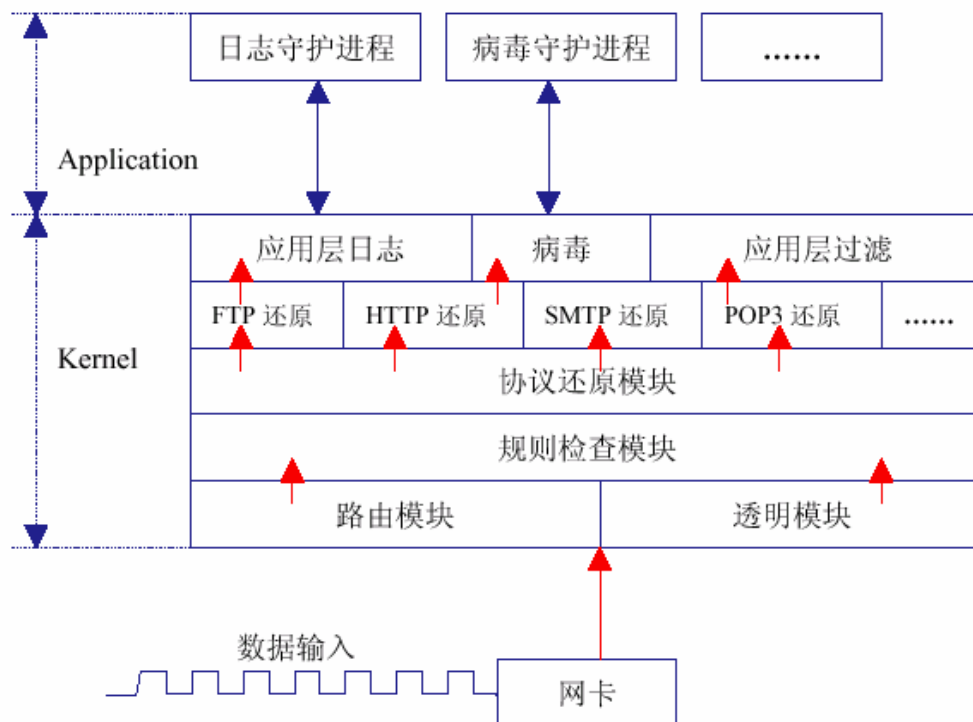 日志守护进程
病毒守护进程
......
Application
应用层日志
病毒
应用层过滤
FTP 还原
HTTP 还原
SMTP 还原
POP3 还原
......
Kernel
协议还原模块
规则检查模块
路由模块
透明模块
数据输入
网卡